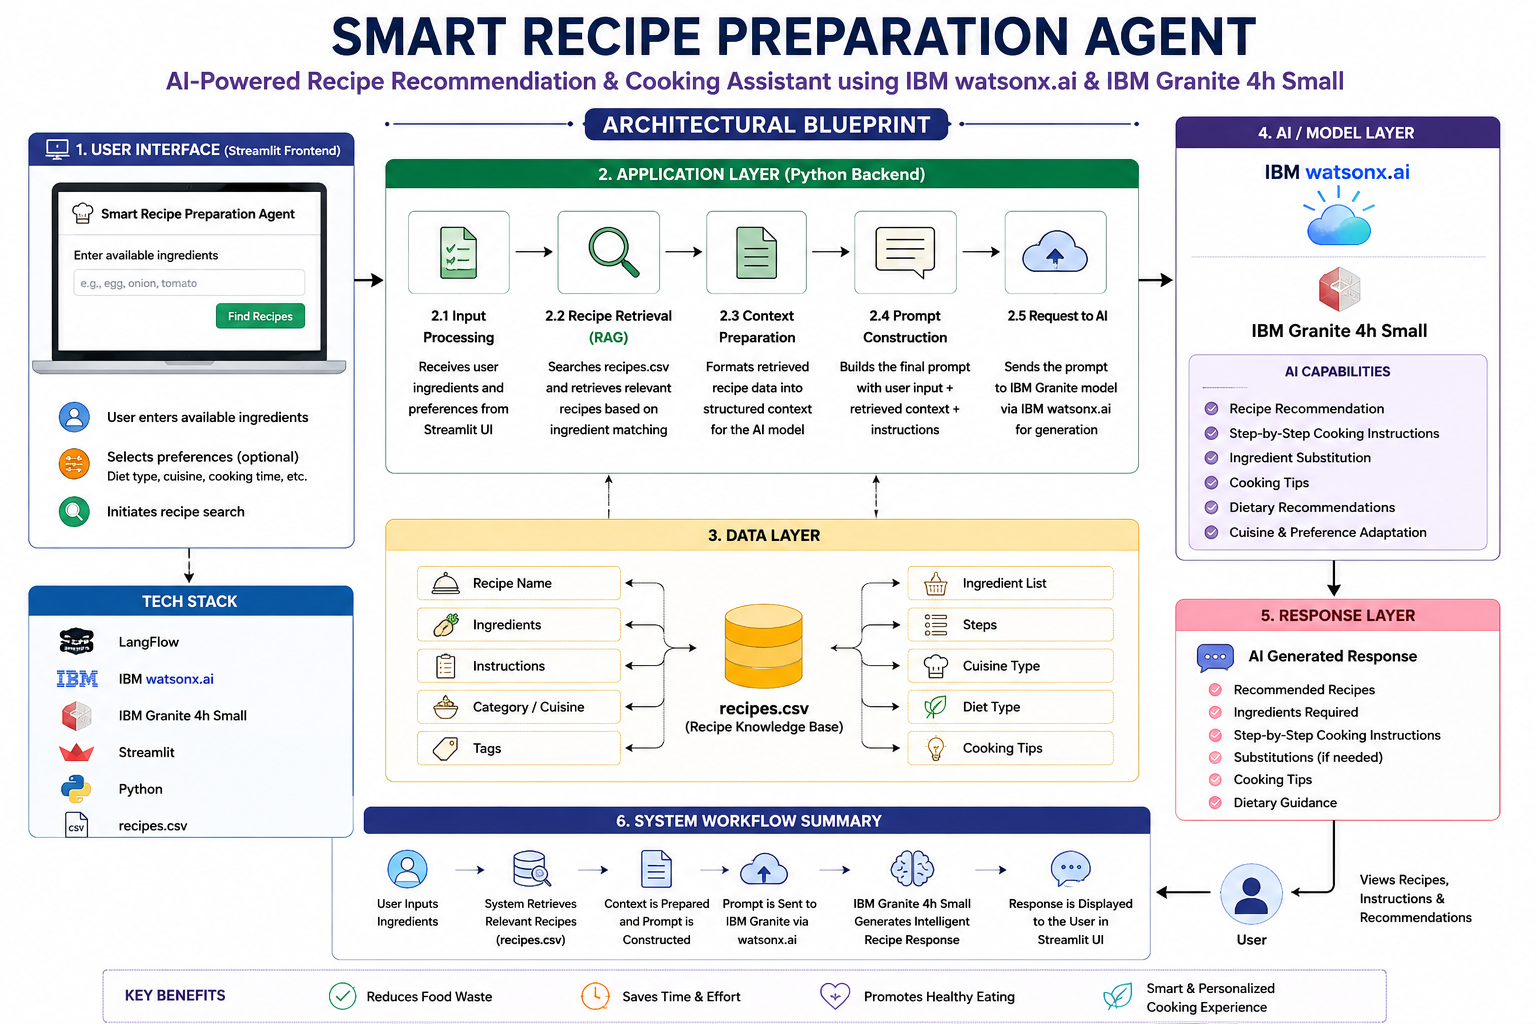 SMART RECIPE PREPARATION AGENT
AI-Powered Recipe Recommendiation & Cooking Assistant using IBM watsonx.ai & IBM Granite 4h Small
ARCHITECTURAL BLUEPRINT
1. USER INTERFACE (Streamlit Frontend)
Smart Recipe Preparation Agent
Enter available ingredients
e.g., egg, onion, tomato
Find Recipes
User enters available ingredients
Selects preferences (optional)
Diet type, cuisine, cooking time, etc.
Initiates recipe search
TECH STACK
LangFlow
IBM
IBM watsonx.ai
IBM Granite 4h Small
Streamlit
Python
CSV
recipes.csv
2. APPLICATION LAYER (Python Backend)
2.1 Input
Processing
Receives user
ingredients and
preferences from
Streamlit UI
2.2 Recipe Retrieval
(RAG)
Searches recipes.csv
and retrieves relevant
recipes based on
ingredient matching
2.3 Context
Preparation
Formats retrieved
recipe data into
structured context
for the AI model
2.4 Prompt
Construction
Builds the final prompt
with user input +
retrieved context +
instructions
2.5 Request to AI
Sends the prompt
to IBM Granite model
via IBM watsonx.ai
for generation
3. DATA LAYER
Recipe Name
Ingredients
Instructions
Category / Cuisine
Tags
recipes.csv
(Recipe Knowledge Base)
Ingredient List
Steps
Cuisine Type
Diet Type
Cooking Tips
4. AI / MODEL LAYER
IBM watsonx.ai
IBM Granite 4h Small
AI CAPABILITIES
Recipe Recommendation
Step-by-Step Cooking Instructions
Ingredient Substitution
Cooking Tips
Dietary Recommendations
Cuisine & Preference Adaptation
5. RESPONSE LAYER
AI Generated Response
Recommended Recipes
Ingredients Required
Step-by-Step Cooking Instructions
Substitutions (if needed)
Cooking Tips
Dietary Guidance
Views Recipes,
Instructions &
Recommendations
User
6. SYSTEM WORKFLOW SUMMARY
User Inputs
Ingredients
System Retrieves
Relevant Recipes
(recipes.csv)
Context is Prepared
and Prompt is
Constructed
Prompt is Sent to
IBM Granite via
watsonx.ai
IBM Granite 4h Small
Generates Intelligent
Recipe Response
Response is Displayed
to the User in
Streamlit UI
KEY BENEFITS
Reduces Food Waste
Saves Time & Effort
Promotes Healthy Eating
Smart & Personalized
Cooking Experience